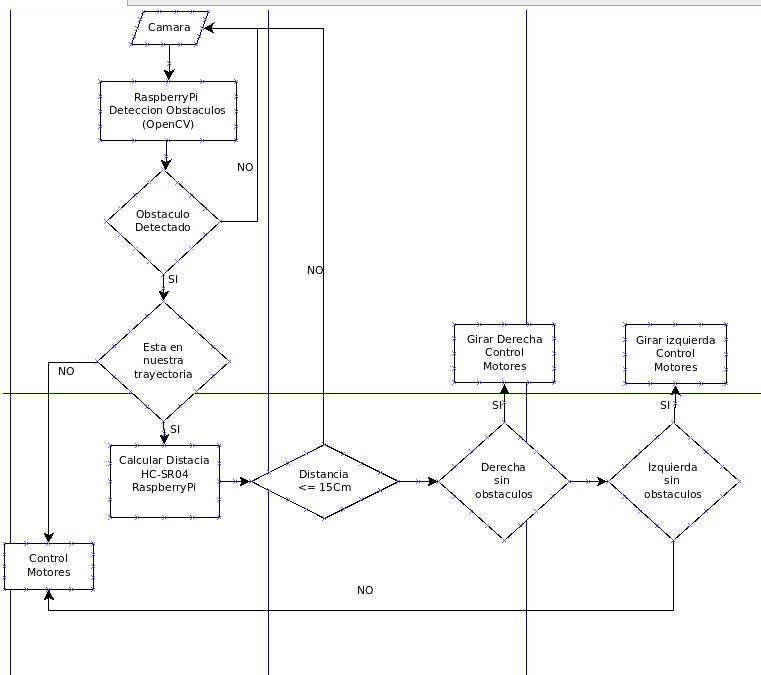 Camara
RaspberryPi
Deteccion Obstaculos
(OpenCV)
NO
Obstaculo
Detectado
SI
NO
Esta en
nuestra
trayectoria
NO
SI
Girar Derecha
Control
Motores
Girar izquierda
Control
Motores
SI
SI
Calcular Distacia
HC-SR04
RaspberryPi
Distancia
<= 15Cm
Derecha
sin
obstaculos
Izquierda
sin
obstaculos
Control
Motores
NO